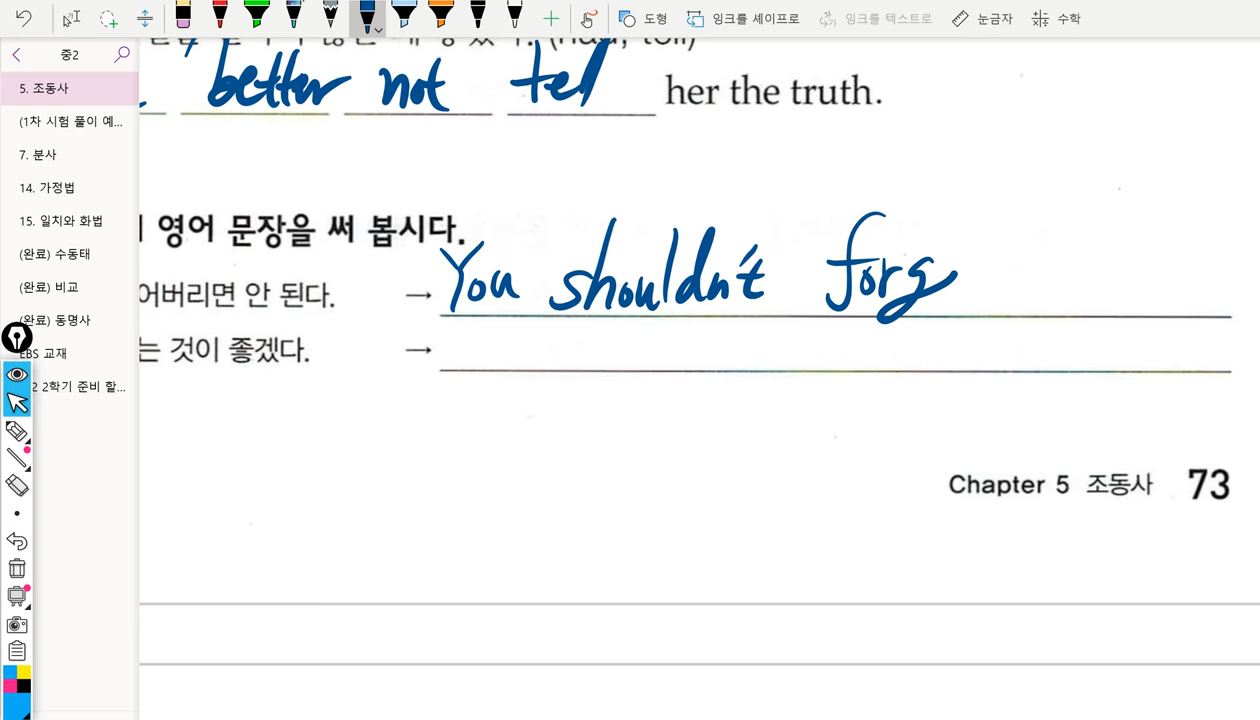 도형
잉크를 셰이프로
잉크를 텍스트로
눈금자
수학
중2
5. 조동사
(1차 시험 풀이 예...
7. 분사
14. 가정법
15. 일치와 화법
(완료) 수동태
(완료) 비교
(완료) 동명사
EBS 교재
2 2학기 준비 할...
better not tel her the truth.
영어 문장을 써 봅시다.
어버리면 안 된다. → You shouldn't forg
는 것이 좋겠다. →
Chapter 5 조동사 73